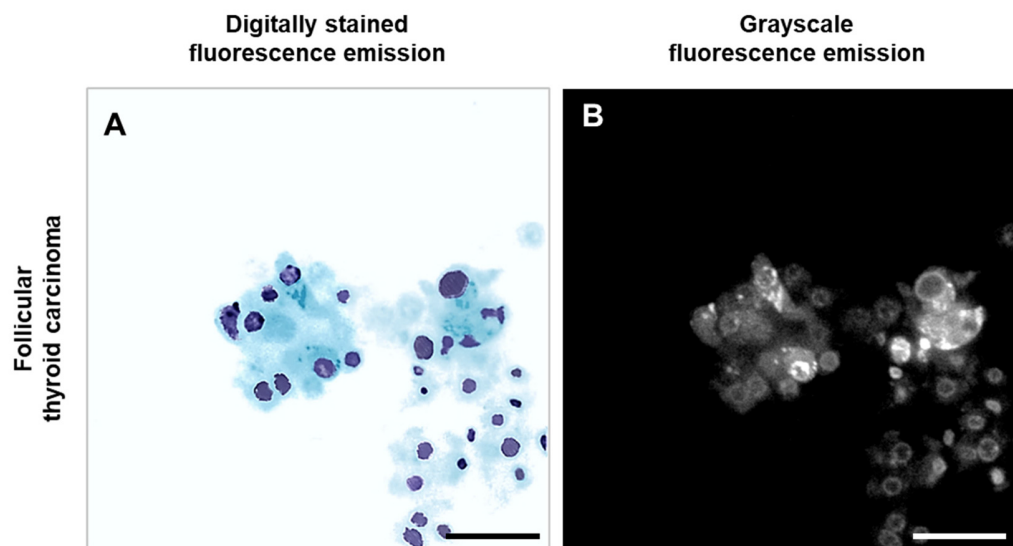 Digitally stained
fluorescence emission
Grayscale
fluorescence emission
A
B
Follicular
thyroid carcinoma